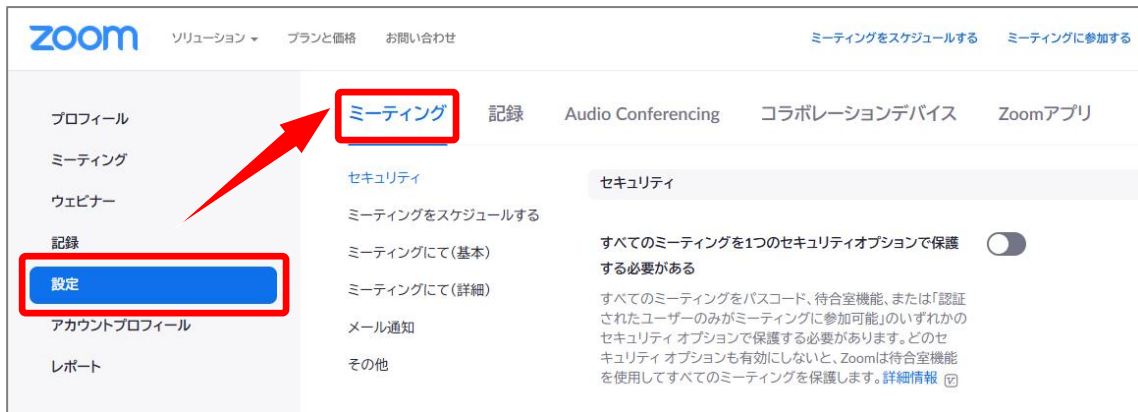 zoom
ソリューション
プランと価格
お問い合わせ
ミーティングをスケジュールする
ミーティングに参加する
プロフィール
ミーティング
ウェビナー
記録
設定
アカウントプロフィール
レポート
ミーティング
記録
Audio Conferencing
コラボレーションデバイス
Zoomアプリ
セキュリティ
ミーティングをスケジュールする
ミーティングにて(基本)
ミーティングにて(詳細)
メール通知
その他
セキュリティ
すべてのミーティングを1つのセキュリティオプションで保護
する必要がある
すべてのミーティングをパスコード、待合室機能、または「認証
されたユーザーのみがミーティングに参加可能」のいずれかの
セキュリティ オプションで保護する必要があります。どのセ
キュリティ オプションも有効にしないと、Zoomは待合室機能
を使用してすべてのミーティングを保護します。詳細情報